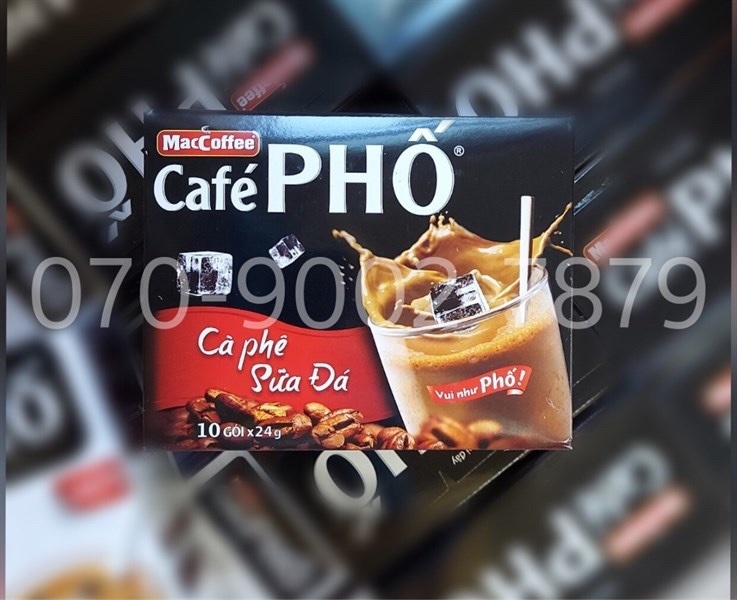 MacCoffee
Café PHỐ®
070-9002-7879
Cà phê
Sữa Đá
Vui như Phố!
10 GÓI x 24g